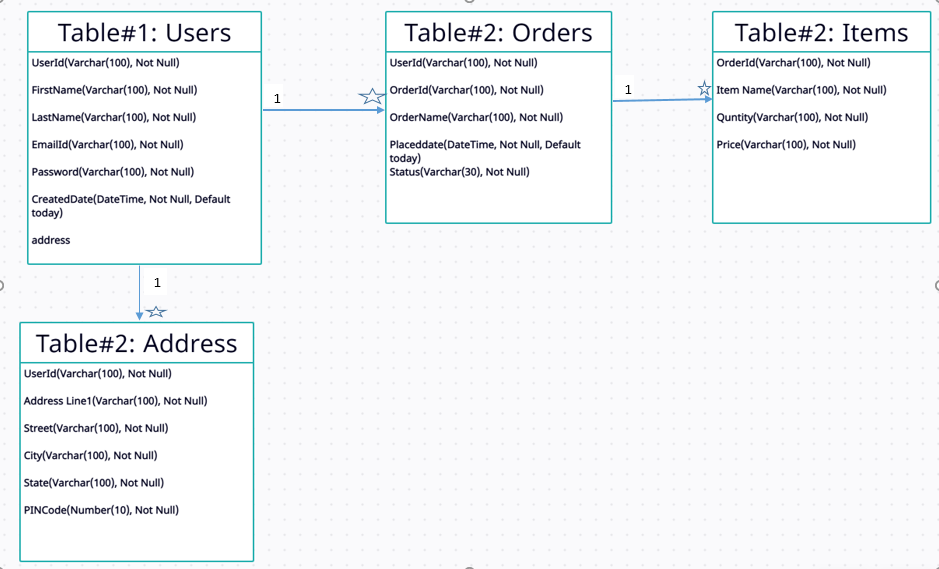 Table#1: Users
UserId(Varchar(100), Not Null)
FirstName(Varchar(100), Not Null)
LastName(Varchar(100), Not Null)
EmailId(Varchar(100), Not Null)
Password(Varchar(100), Not Null)
CreatedDate(DateTime, Not Null, Default
today)
address
1
Table#2: Orders
UserId(Varchar(100), Not Null)
OrderId(Varchar(100), Not Null)
OrderName(Varchar(100), Not Null)
Placeddate(DateTime, Not Null, Default
today)
Status(Varchar(30), Not Null)
1
Table#2: Items
OrderId(Varchar(100), Not Null)
Item Name(Varchar(100), Not Null)
Quntity(Varchar(100), Not Null)
Price(Varchar(100), Not Null)
1
Table#2: Address
UserId(Varchar(100), Not Null)
Address Line1(Varchar(100), Not Null)
Street(Varchar(100), Not Null)
City(Varchar(100), Not Null)
State(Varchar(100), Not Null)
PINCode(Number(10), Not Null)